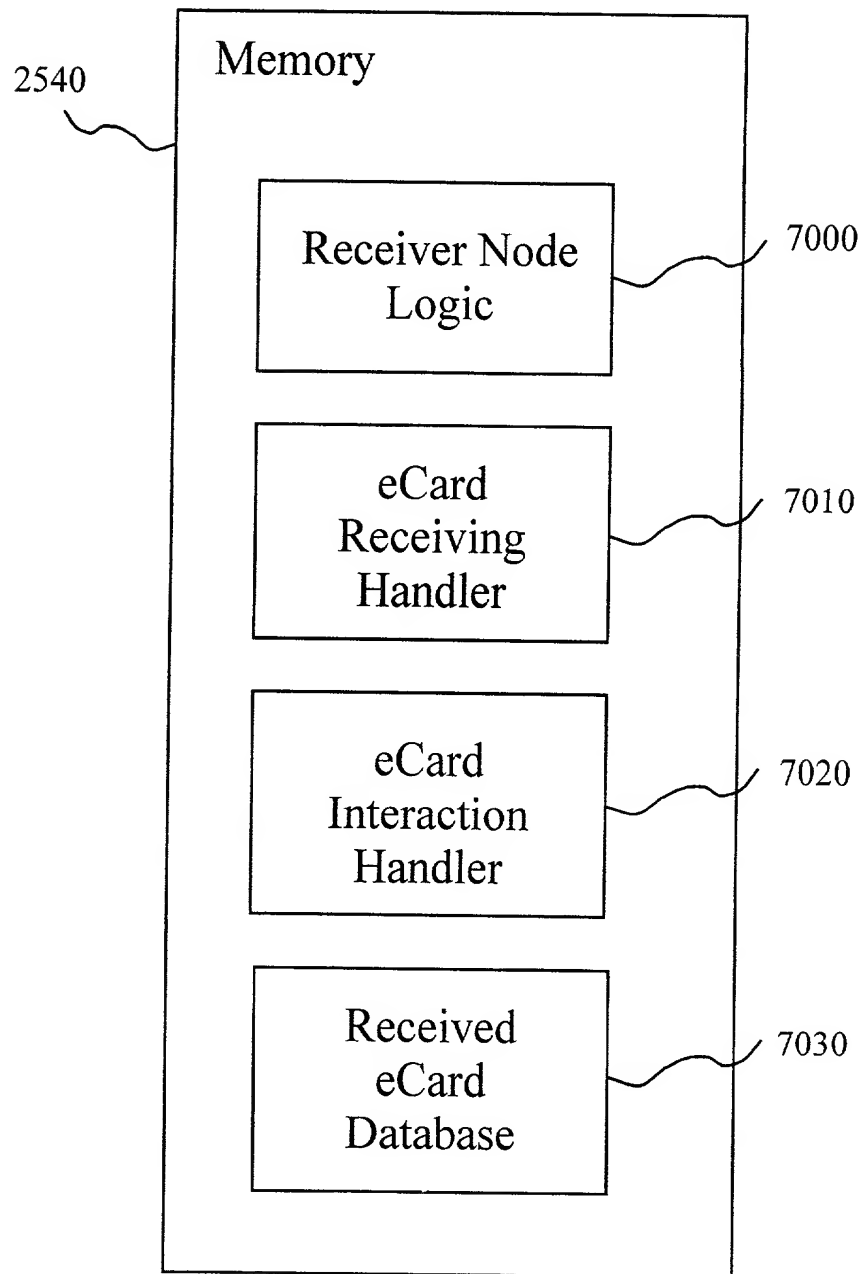 Memory
2540
Receiver Node
Logic
7000
eCard
Receiving
Handler
7010
eCard
Interaction
Handler
7020
Received
eCard
Database
7030